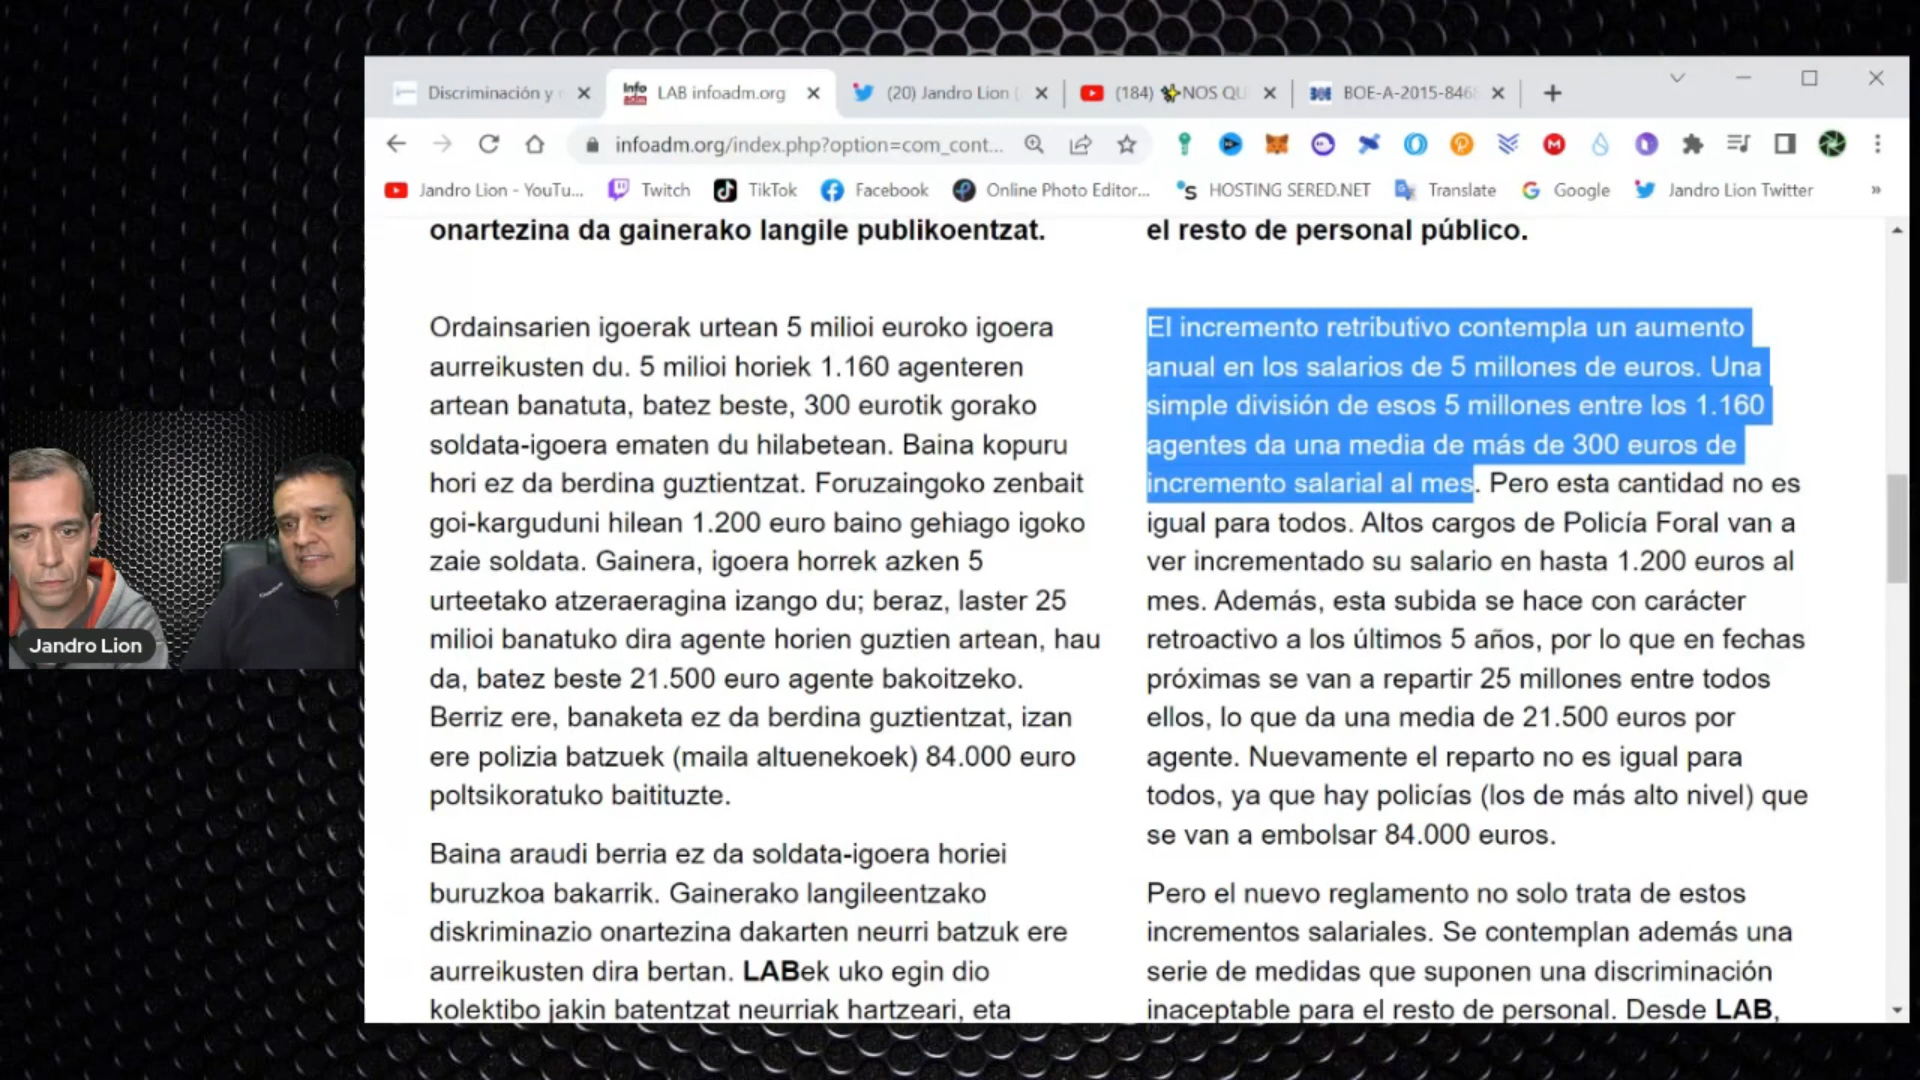 Discriminación y
LAB infoadm.org
(20) Jandro Lion (
(184) ✨NOS QU
BOE-A-2015-846
infoadm.org/index.php?option=com_cont...
Jandro Lion - YouTu...
Twitch
TikTok
Facebook
Online Photo Editor...
HOSTING SERED.NET
Translate
Google
Jandro Lion Twitter
»
onartezina da gainerako langile publikoentzat.
Ordainsarien igoerak urtean 5 milioi euroko igoera
aurreikusten du. 5 milioi horiek 1.160 agenteren
artean banatuta, batez beste, 300 eurotik gorako
soldata-igoera ematen du hilabetean. Baina kopuru
hori ez da berdina guztientzat. Foruzaingoko zenbait
goi-karguduni hilean 1.200 euro baino gehiago igoko
zaie soldata. Gainera, igoera horrek azken 5
urteetako atzeraeragina izango du; beraz, laster 25
milioi banatuko dira agente horien guztien artean, hau
da, batez beste 21.500 euro agente bakoitzeko.
Berriz ere, banaketa ez da berdina guztientzat, izan
ere polizia batzuek (maila altuenekoek) 84.000 euro
poltsikoratuko baitituzte.
Baina araudi berria ez da soldata-igoera horiei
buruzkoa bakarrik. Gainerako langileentzako
diskriminazio onartezina dakarten neurri batzuk ere
aurreikusten dira bertan. LABek uko egin dio
kolektibo jakin batentzat neurriak hartzeari, eta
el resto de personal público.
El incremento retributivo contempla un aumento
anual en los salarios de 5 millones de euros. Una
simple división de esos 5 millones entre los 1.160
agentes da una media de más de 300 euros de
incremento salarial al mes. Pero esta cantidad no es
igual para todos. Altos cargos de Policía Foral van a
ver incrementado su salario en hasta 1.200 euros al
mes. Además, esta subida se hace con carácter
retroactivo a los últimos 5 años, por lo que en fechas
próximas se van a repartir 25 millones entre todos
ellos, lo que da una media de 21.500 euros por
agente. Nuevamente el reparto no es igual para
todos, ya que hay policías (los de más alto nivel) que
se van a embolsar 84.000 euros.
Pero el nuevo reglamento no solo trata de estos
incrementos salariales. Se contemplan además una
serie de medidas que suponen una discriminación
inaceptable para el resto de personal. Desde LAB,
Jandro Lion